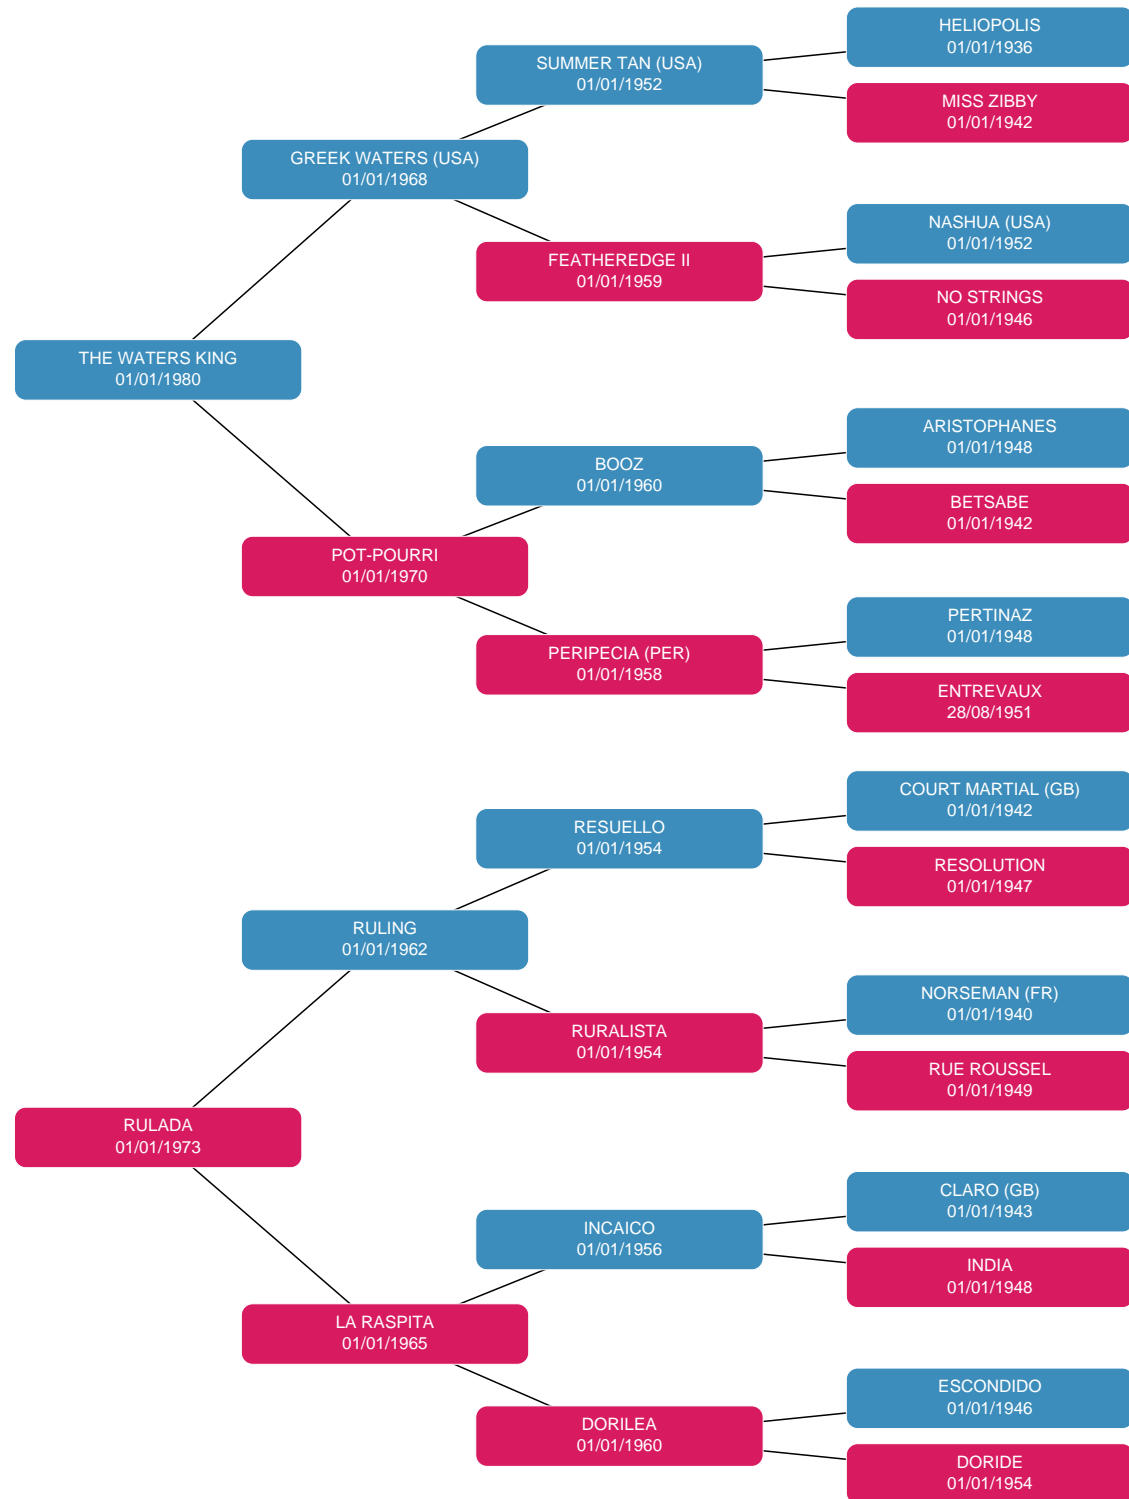 HELIOPOLIS
01/01/1936
SUMMER TAN (USA)
01/01/1952
MISS ZIBBY
01/01/1942
GREEK WATERS (USA)
01/01/1968
NASHUA (USA)
01/01/1952
FEATHEREDGE II
01/01/1959
NO STRINGS
01/01/1946
THE WATERS KING
01/01/1980
ARISTOPHANES
01/01/1948
BOOZ
01/01/1960
BETSABE
01/01/1942
POT-POURRI
01/01/1970
PERTINAZ
01/01/1948
PERIPECIA (PER)
01/01/1958
ENTREVAUX
28/08/1951
COURT MARTIAL (GB)
01/01/1942
RESUELLO
01/01/1954
RESOLUTION
01/01/1947
RULING
01/01/1962
NORSEMAN (FR)
01/01/1940
RURALISTA
01/01/1954
RUE ROUSSEL
01/01/1949
RULADA
01/01/1973
CLARO (GB)
01/01/1943
INCAICO
01/01/1956
INDIA
01/01/1948
LA RASPITA
01/01/1965
ESCONDIDO
01/01/1946
DORILEA
01/01/1960
DORIDE
01/01/1954